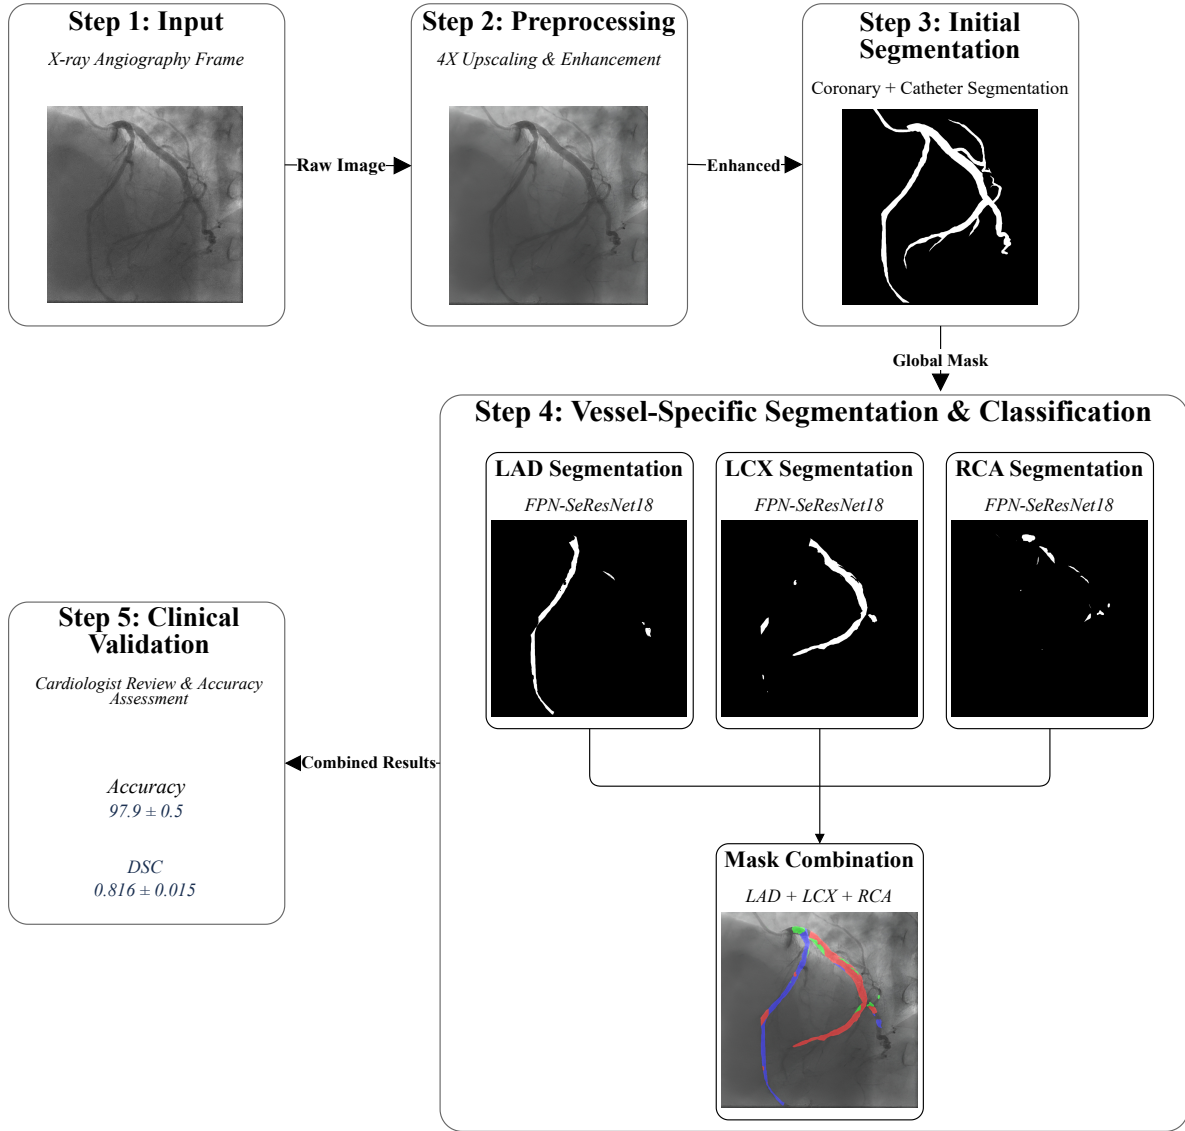 Step 1: Input
X-ray Angiography Frame
Raw Image
Step 2: Preprocessing
4X Upscaling & Enhancement
Enhanced
Step 3: Initial
Segmentation
Coronary + Catheter Segmentation
Global Mask
Step 4: Vessel-Specific Segmentation & Classification
LAD Segmentation
FPN-SeResNet18
LCX Segmentation
FPN-SeResNet18
RCA Segmentation
FPN-SeResNet18
Mask Combination
LAD + LCX + RCA
Combined Results
Step 5: Clinical
Validation
Cardiologist Review & Accuracy
Assessment
Accuracy
97.9 ± 0.5
DSC
0.816 ± 0.015